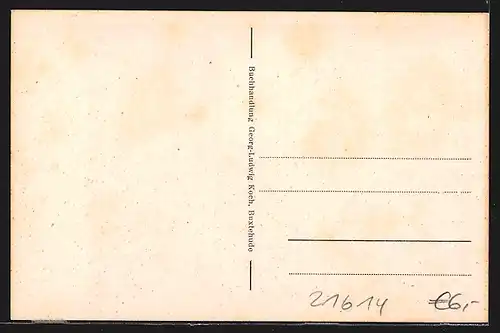 Buchhandlung Georg-Ludwig Koch, Buxtehude
21614
€6,-